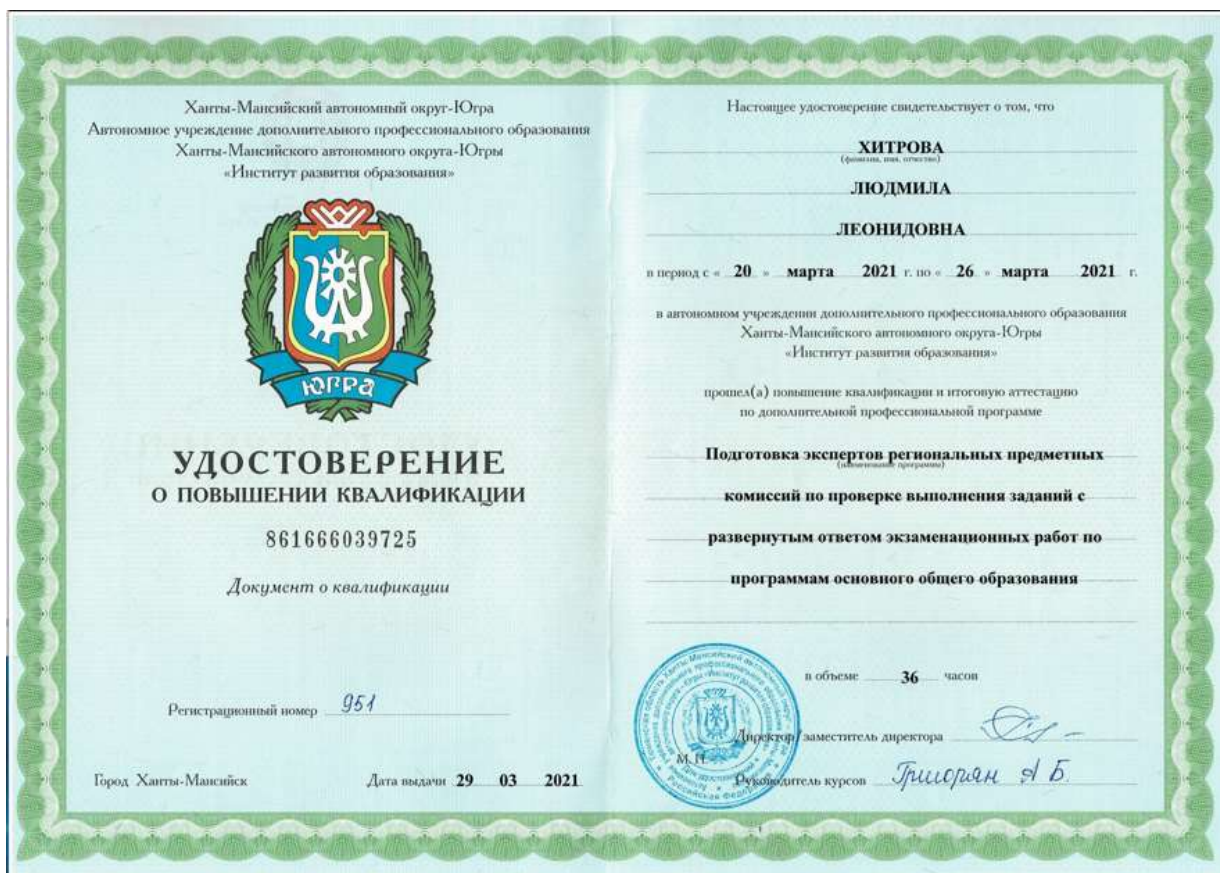 Ханты-Мансийский автономный округ-Югра
Автономное учреждение дополнительного профессионального образования
Ханты-Мансийского автономного округа-Югры
«Институт развития образования»
ЮГРА
УДОСТОВЕРЕНИЕ
О ПОВЫШЕНИИ КВАЛИФИКАЦИИ
861666039725
Документ о квалификации
Регистрационный номер 951
Город Ханты-Мансийск Дата выдачи 29 03 2021
Настоящее удостоверение свидетельствует о том, что
ХИТРОВА
(фамилия, имя, отчество)
ЛЮДМИЛА
ЛЕОНИДОВНА
в период с « 20 » марта 2021 г. по « 26 » марта 2021 г.
в автономном учреждении дополнительного профессионального образования
Ханты-Мансийского автономного округа-Югры
«Институт развития образования»
прошел(а) повышение квалификации и итоговую аттестацию
по дополнительной профессиональной программе
Подготовка экспертов региональных предметных
(наименование программы)
комиссий по проверке выполнения заданий с
развернутым ответом экзаменационных работ по
программам основного общего образования
в объеме 36 часов
Директор/заместитель директора
М.П.
Руководитель курсов Григорян А Б.